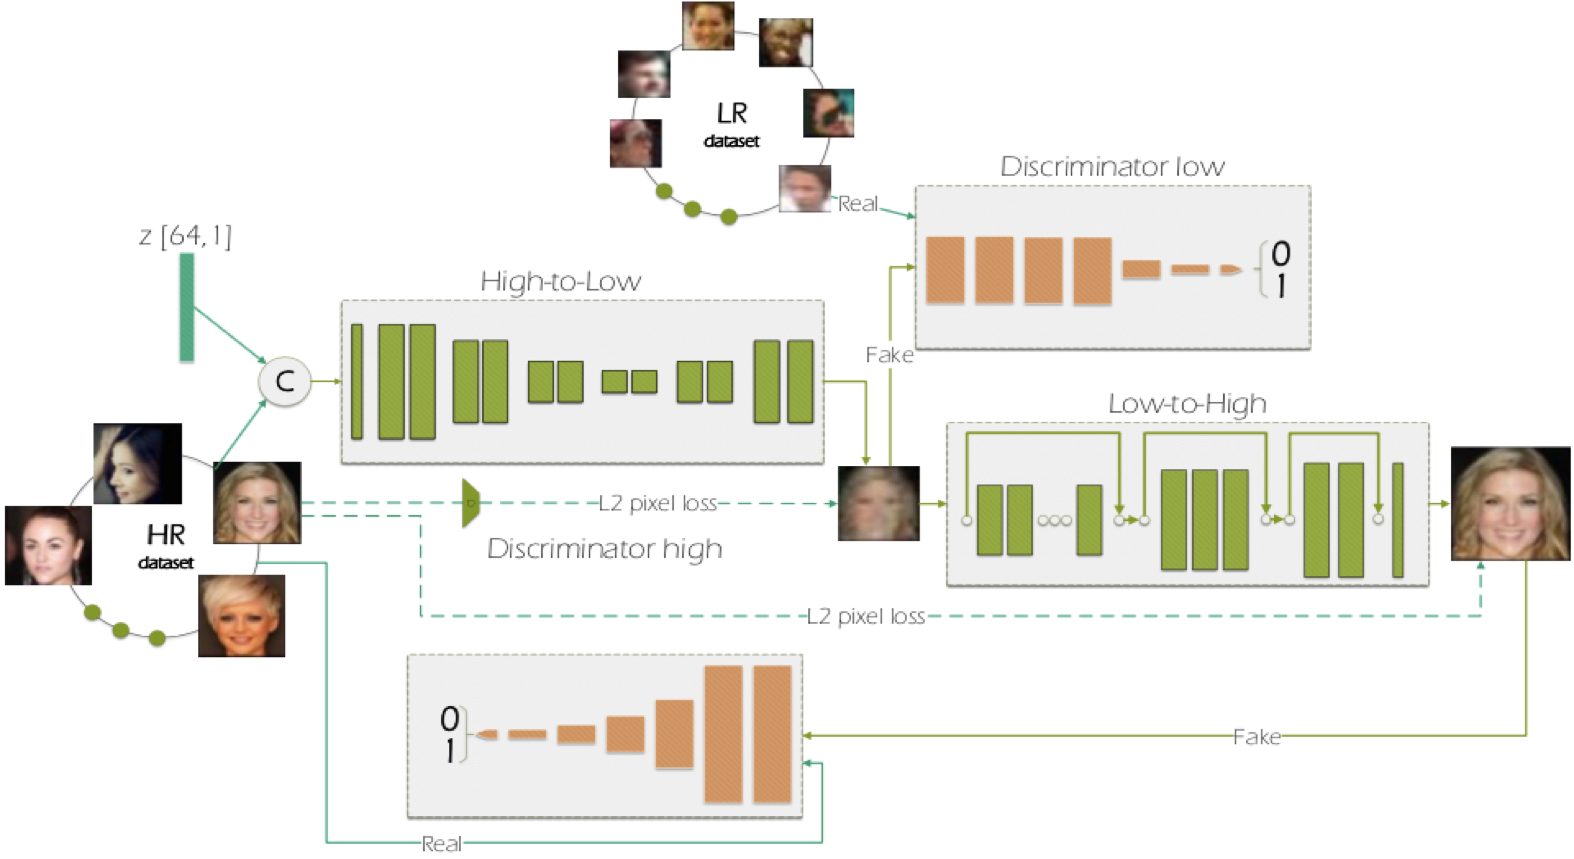 LR
dataset
Discriminator low
Real
z [64,1]
0
1
High-to-Low
Fake
C
Low-to-High
L2 pixel loss
D
HR
dataset
Discriminator high
L2 pixel loss
0
1
Fake
Real